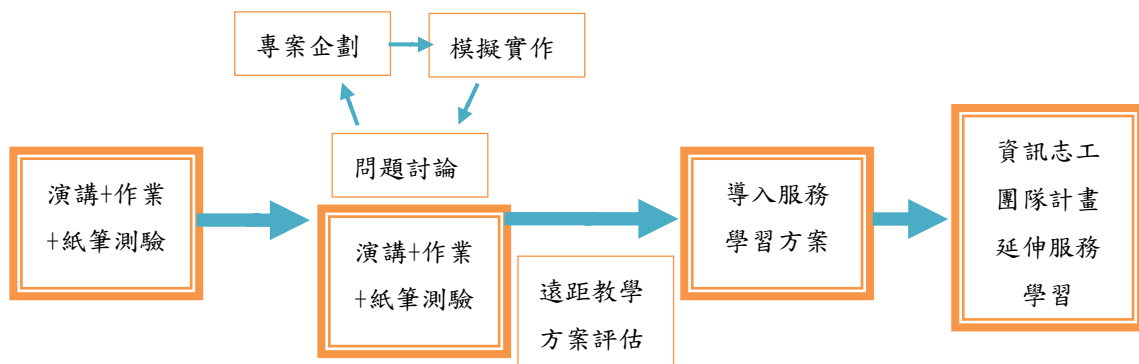 專案企劃
模擬實作
問題討論
演講+作業
+紙筆測驗
演講+作業
+紙筆測驗
遠距教學
方案評估
導入服務
學習方案
資訊志工
團隊計畫
延伸服務
學習